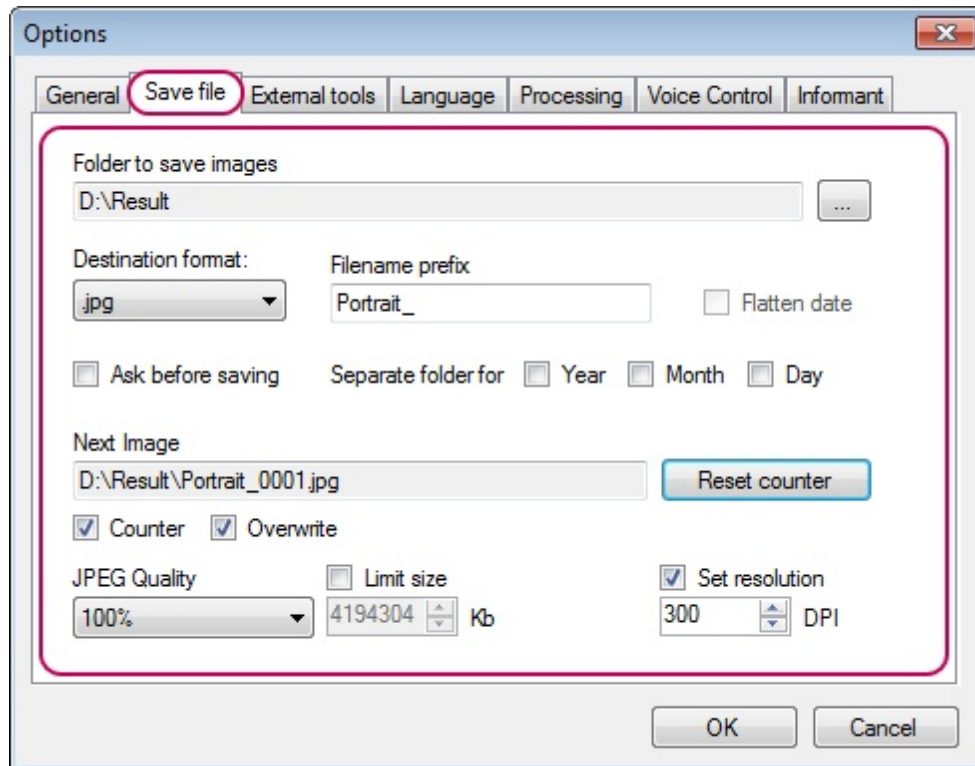 Options
General Save file External tools Language Processing Voice Control Informant
Folder to save images
D:\Result ...
Destination format: Filename prefix
.jpg Portrait_ Flatten date
Ask before saving Separate folder for Year Month Day
Next Image
D:\Result\Portrait_0001.jpg Reset counter
Counter Overwrite
JPEG Quality Limit size Set resolution
100% 4194304 Kb 300 DPI
OK Cancel